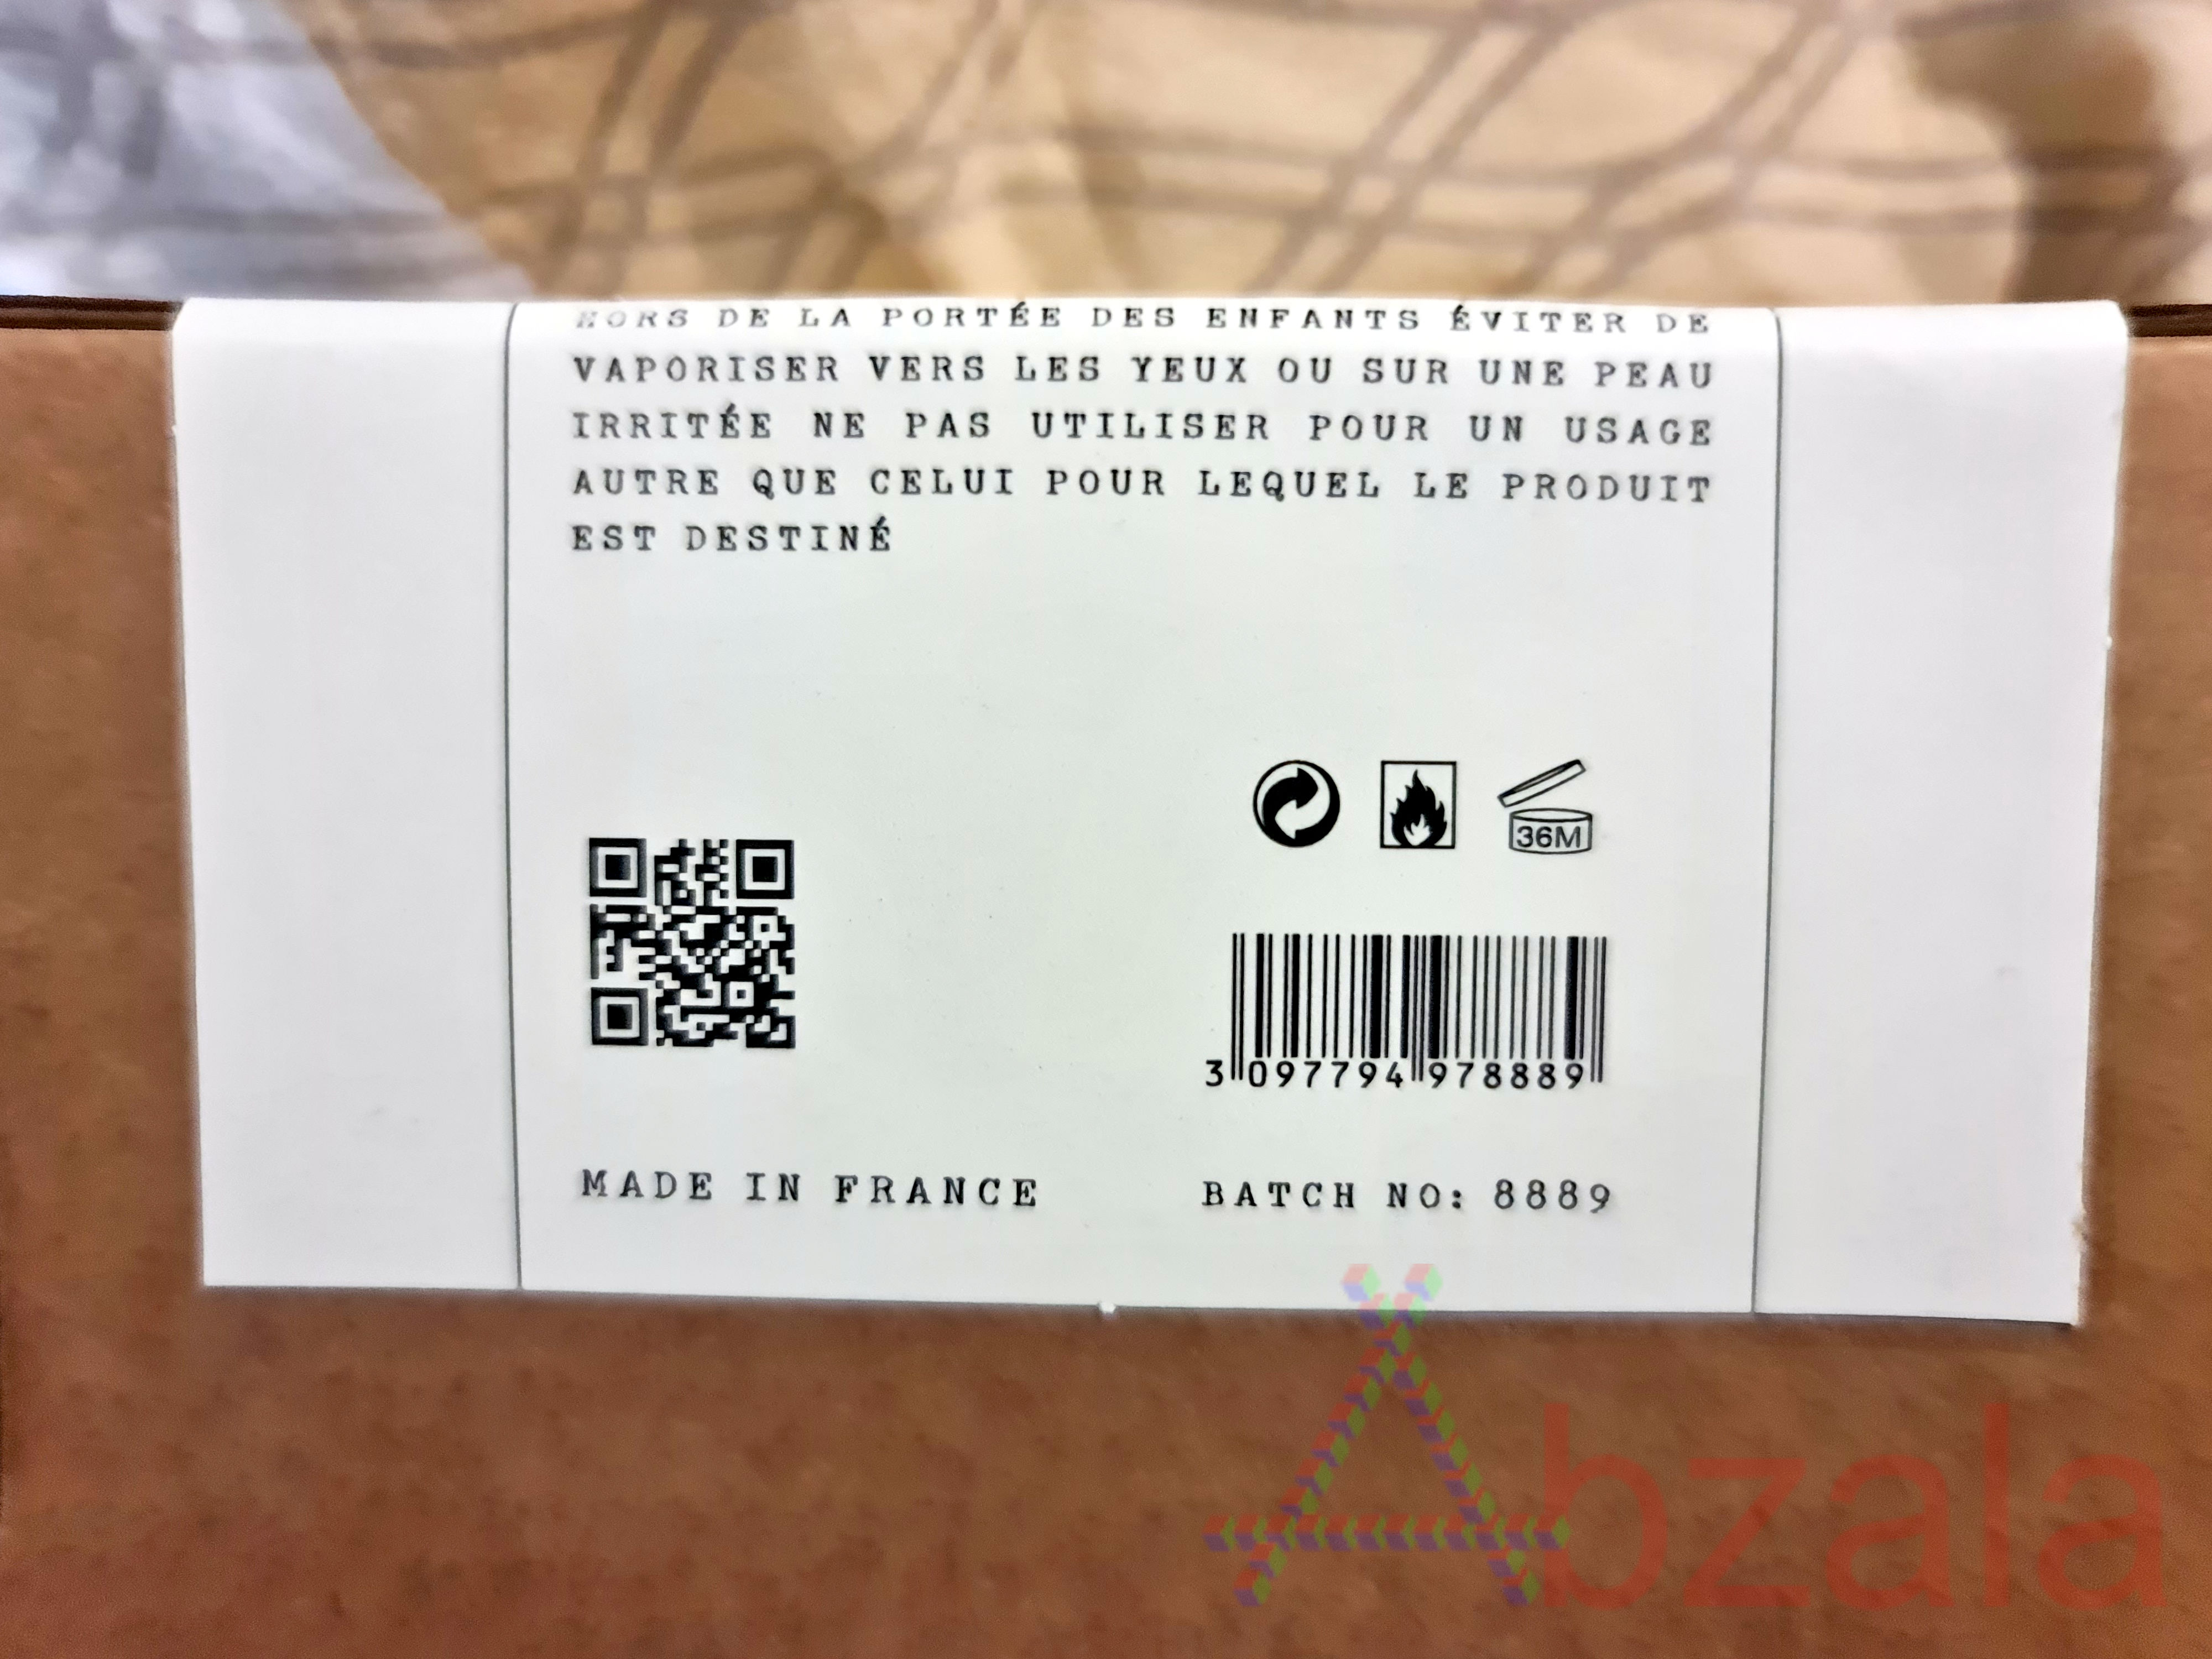 HORS DE LA PORTÉE DES ENFANTS ÉVITER DE
VAPORISER VERS LES YEUX OU SUR UNE PEAU
IRRITÉE NE PAS UTILISER POUR UN USAGE
AUTRE QUE CELUI POUR LEQUEL LE PRODUIT
EST DESTINÉ
36M
3 097794 978889
MADE IN FRANCE
BATCH NO: 8889
Abzala